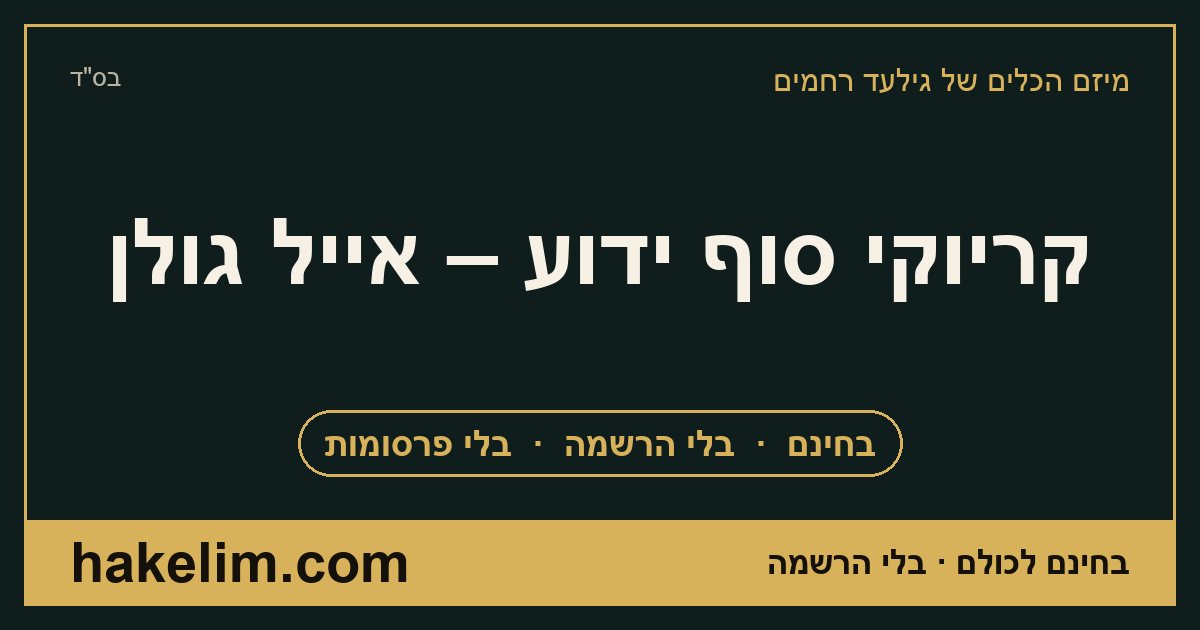 מיזם הכלים של גילעד רחמים
בס"ד
קריוקי סוף ידוע – אייל גולן
בחינם · בלי הרשמה · בלי פרסומות
בחינם לכולם · בלי הרשמה
hakelim.com